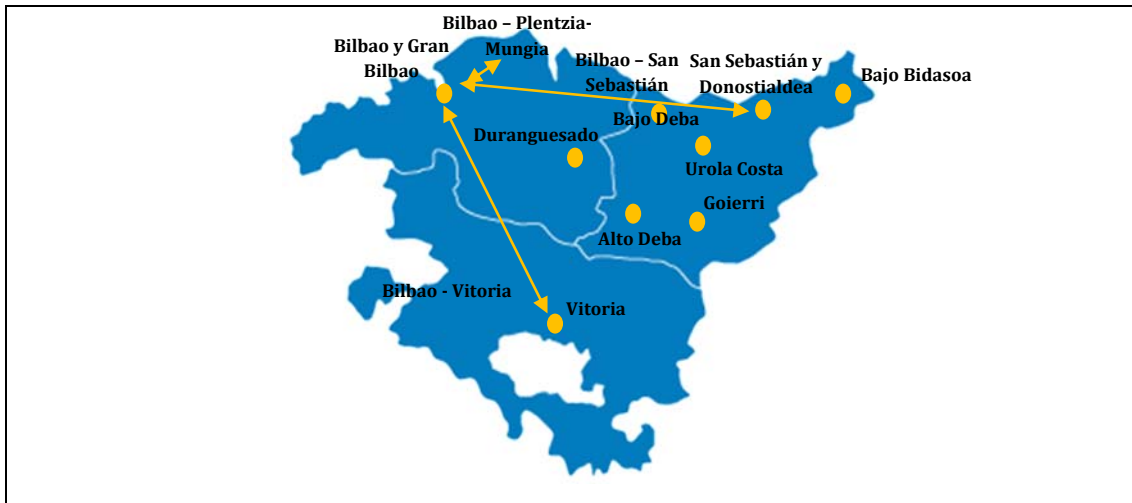 Bilbao – Plentzia-
Mungia
Bilbao y Gran
Bilbao
Bilbao – San
Sebastián
San Sebastián y
Donostialdea
Bajo Bidasoa
Bajo Deba
Duranguesado
Urola Costa
Goierri
Alto Deba
Bilbao - Vitoria
Vitoria